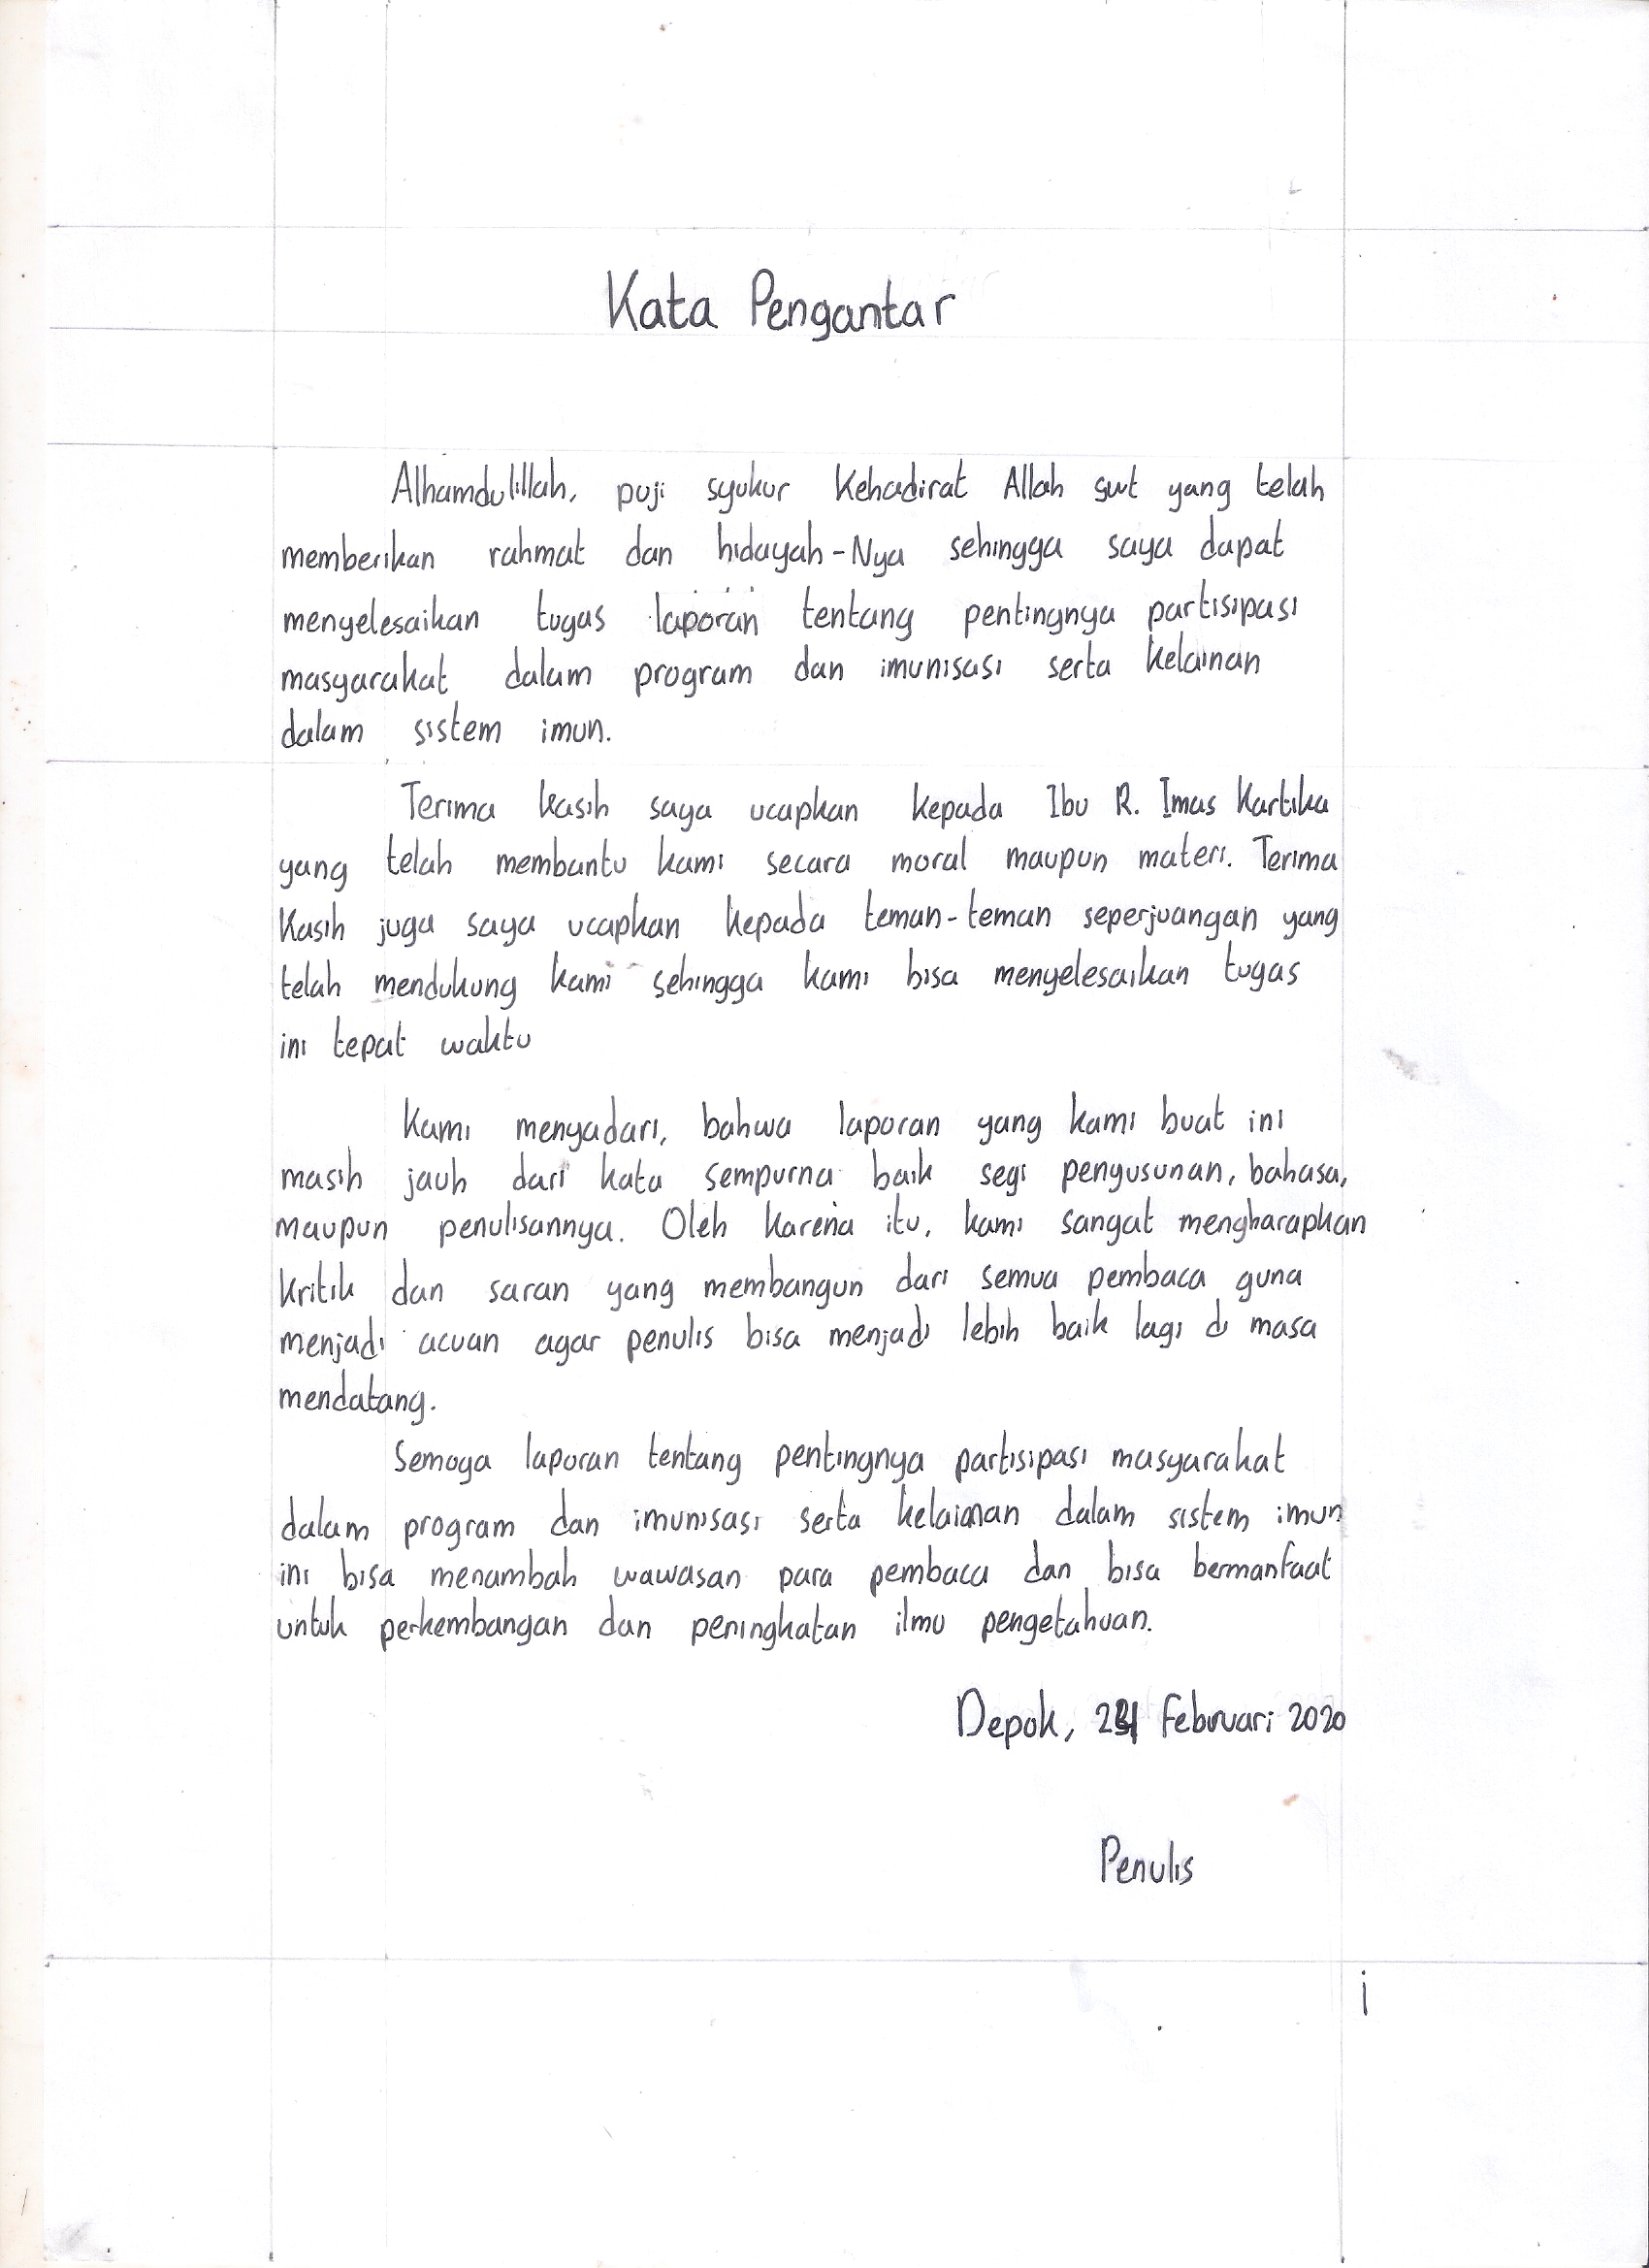 Kata Pengantar
Alhamdulillah, puji syukur Kehadirat Allah swt yang telah
memberikan rahmat dan hidayah-Nya sehingga saya dapat
menyelesaikan tugas laporan tentang pentingnya partisipasi
masyarakat dalam program dan imunisasi serta kelainan
dalam sistem imun.
Terima kasih saya ucapkan kepada Ibu R. Imas Kartika
yang telah membantu kami secara moral maupun materi. Terima
Kasih juga saya ucapkan kepada teman-teman seperjuangan yang
telah mendukung kami sehingga kami bisa menyelesaikan tugas
ini tepat waktu
Kami menyadari, bahwa laporan yang kami buat ini
masih jauh dari kata sempurna baik segi penyusunan, bahasa,
maupun penulisannya. Oleh karena itu, kami sangat mengharapkan
kritik dan saran yang membangun dari semua pembaca guna
menjadi acuan agar penulis bisa menjadi lebih baik lagi di masa
mendatang.
Semoga laporan tentang pentingnya partisipasi masyarakat
dalam program dan imunisasi serta kelainan dalam sistem imun
ini bisa menambah wawasan para pembaca dan bisa bermanfaat
untuk perkembangan dan peningkatan ilmu pengetahuan.
Depok, Februari 2020
Penulis
i